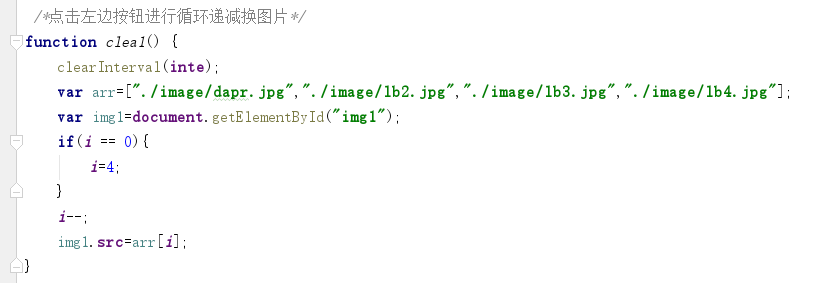 /*点击左边按钮进行循环递减换图片*/
function clea1() {
clearInterval(inte);
var arr=["./image/dapr.jpg","./image/lb2.jpg","./image/lb3.jpg","./image/lb4.jpg"];
var img1=document.getElementById("img1");
if(i == 0){
i=4;
}
i--;
img1.src=arr[i];
}